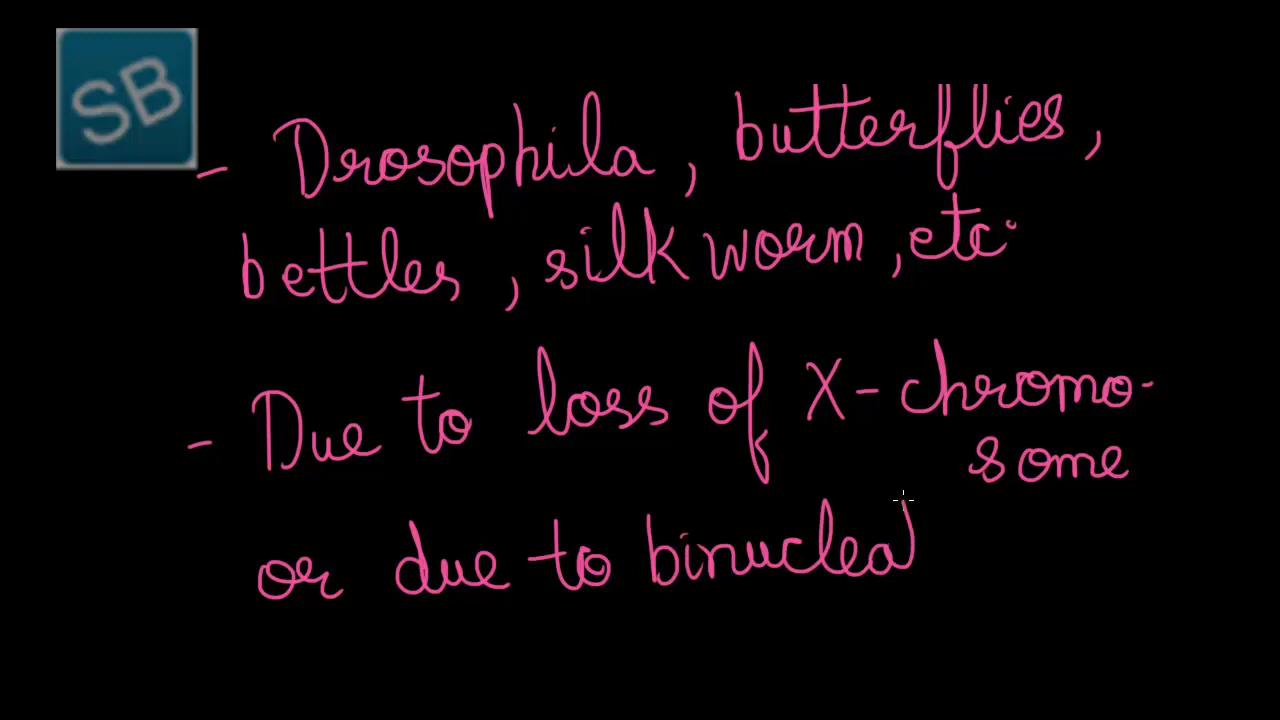 SB
- Drosophila, butterflies,
bettles, silk worm, etc.
- Due to loss of X-chromo-
some
or due to binuclea